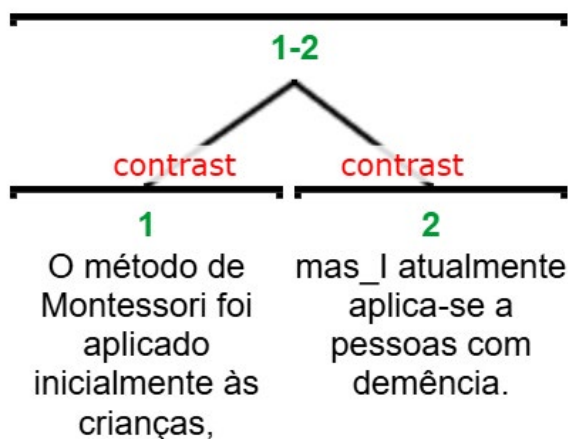 1-2
contrast contrast
1
O método de
Montessori foi
aplicado
inicialmente às
crianças,
2
mas_I atualmente
aplica-se a
pessoas com
demência.